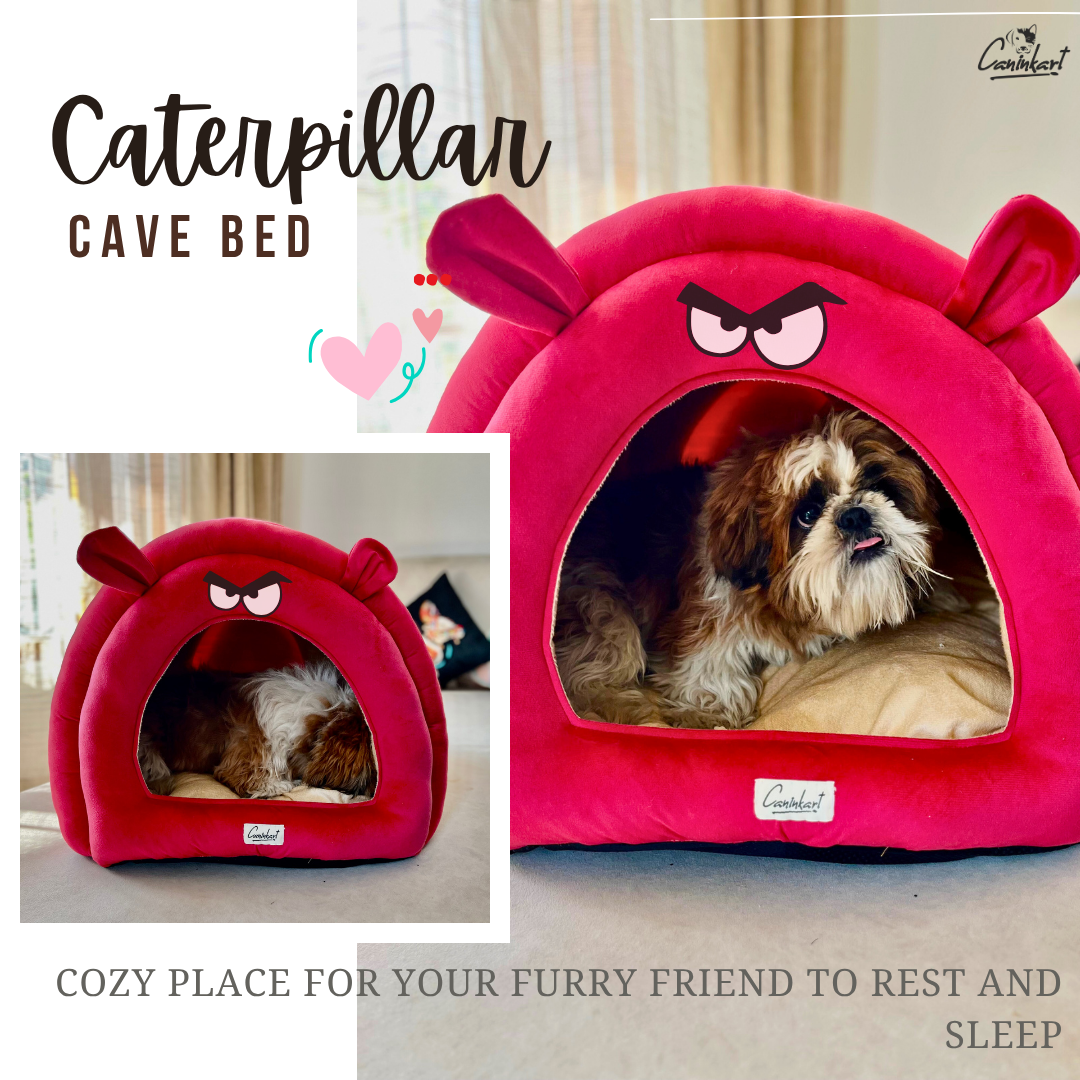 Caninkart
Caterpillar
CAVE BED
Caninkart
Caninkart
COZY PLACE FOR YOUR FURRY FRIEND TO REST AND
SLEEP